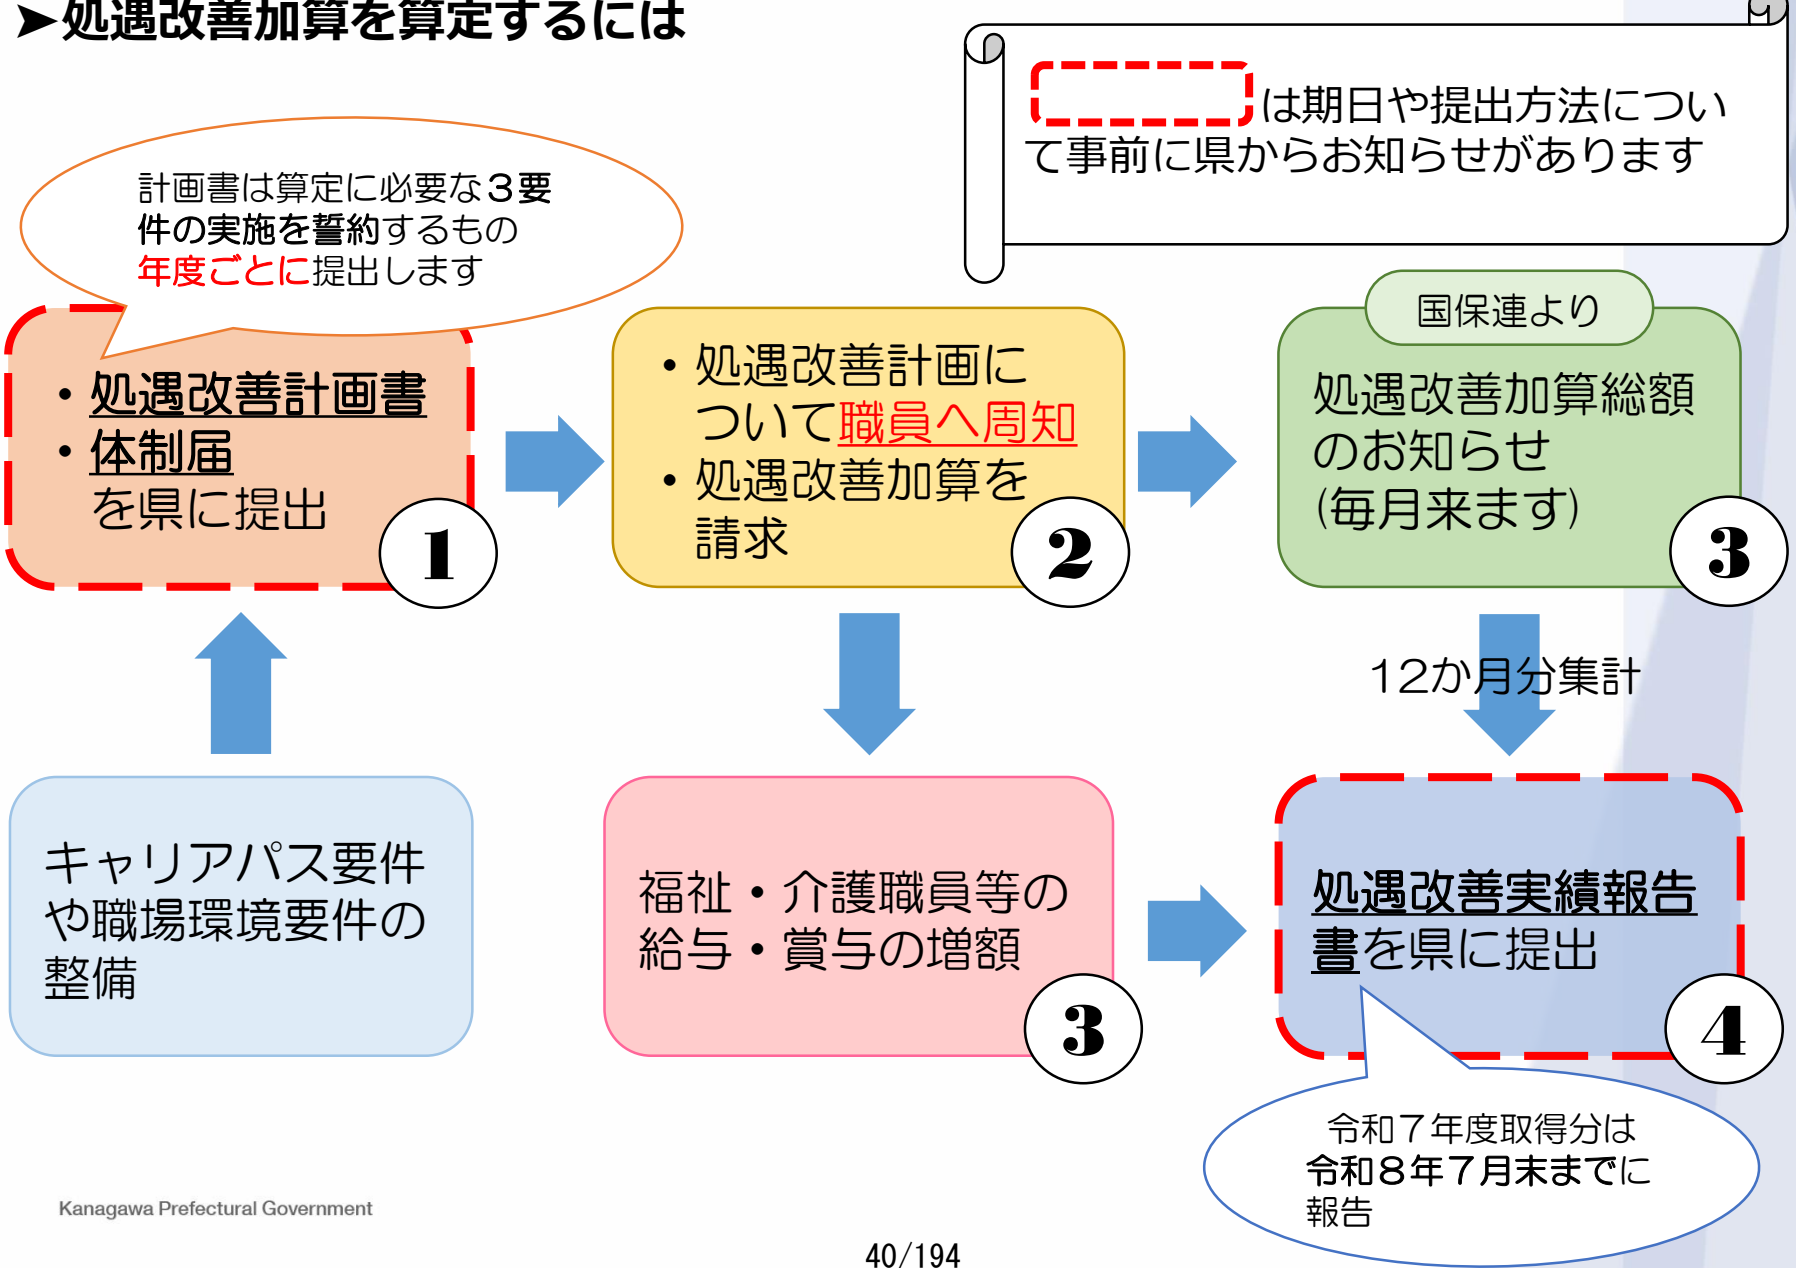 ➤処遇改善加算を算定するには
は期日や提出方法につい
て事前に県からお知らせがあります
計画書は算定に必要な３要
件の実施を誓約するもの
年度ごとに提出します
・処遇改善計画書
・体制届
を県に提出
1
・処遇改善計画に
ついて職員へ周知
・処遇改善加算を
請求
2
国保連より
処遇改善加算総額
のお知らせ
(毎月来ます)
3
12か月分集計
キャリアパス要件
や職場環境要件の
整備
福祉・介護職員等の
給与・賞与の増額
3
処遇改善実績報告
書を県に提出
4
令和７年度取得分は
令和８年７月末までに
報告
Kanagawa Prefectural Government
40/194